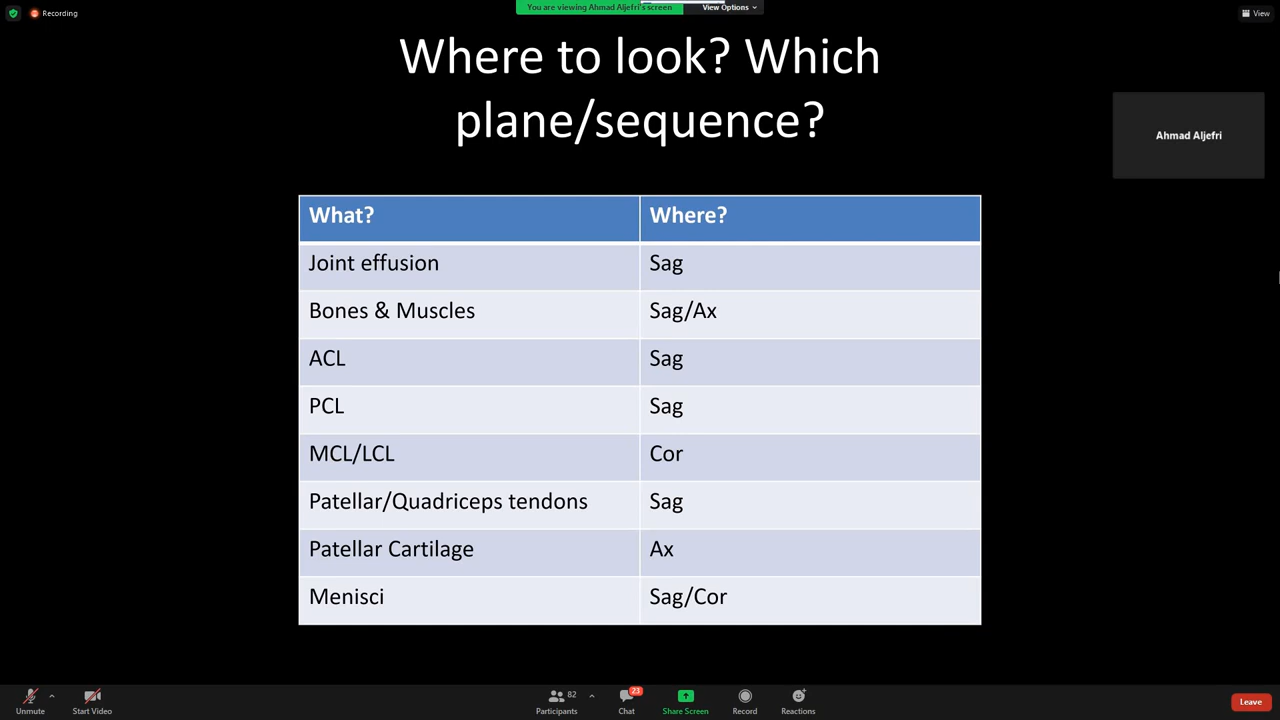 Recording
You are viewing Ahmad Aljefri's screen
View Options
View
Where to look? Which
plane/sequence?
Ahmad Aljefri
What? Where?
Joint effusion Sag
Bones & Muscles Sag/Ax
ACL Sag
PCL Sag
MCL/LCL Cor
Patellar/Quadriceps tendons Sag
Patellar Cartilage Ax
Menisci Sag/Cor
Unmute
Start Video
82
Participants
23
Chat
Share Screen
Record
Reactions
Leave